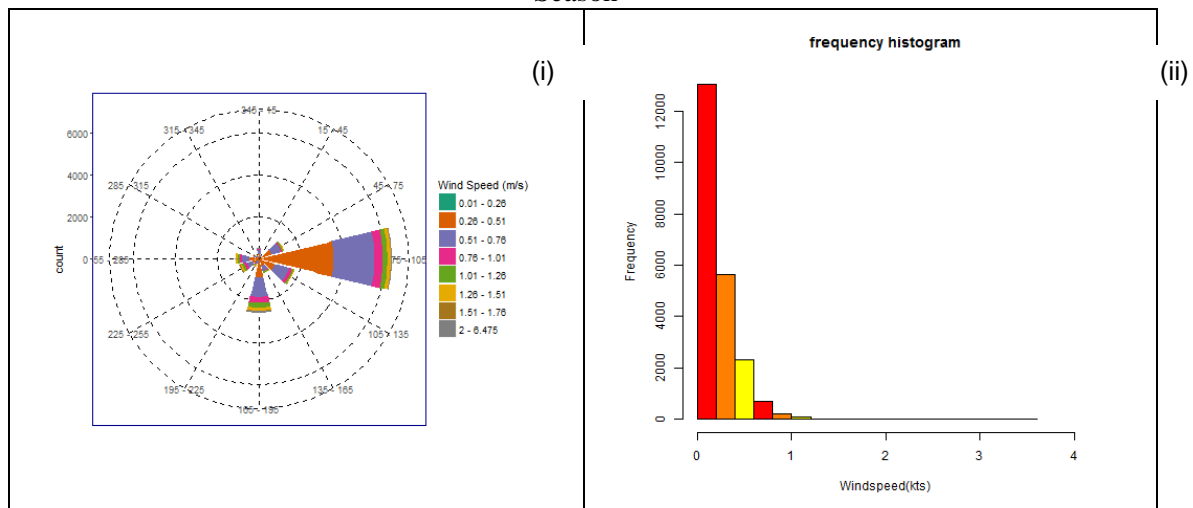 Season
(i)
345 - 15
15 - 45
45 - 75
75 - 105
105 - 135
135 - 165
165 - 195
195 - 225
225 - 255
285 - 315
315 - 345
6000
4000
2000
0
count
Wind Speed (m/s)
0.01 - 0.26
0.26 - 0.51
0.51 - 0.76
0.76 - 1.01
1.01 - 1.26
1.26 - 1.51
1.51 - 1.76
2 - 6.475
(ii)
frequency histogram
12000
10000
8000
6000
4000
2000
0
Frequency
0 1 2 3 4
Windspeed(kts)